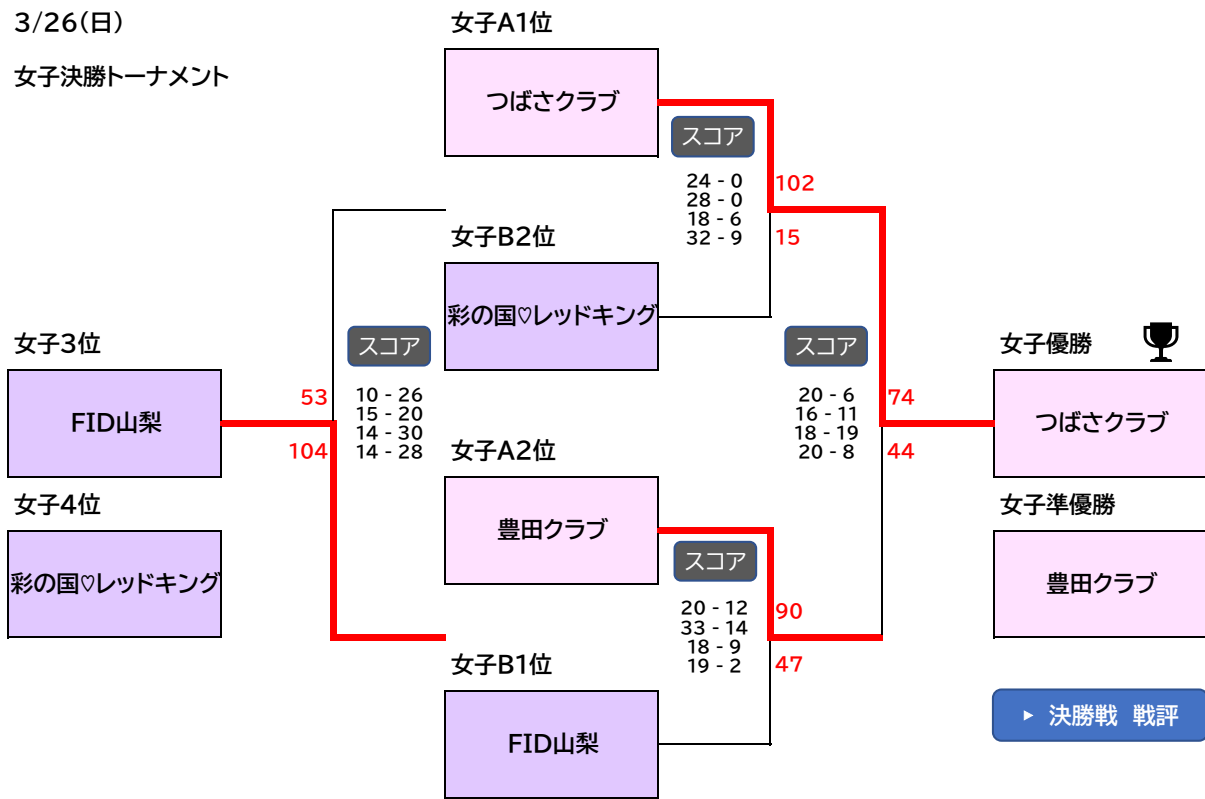 3/26(日)
女子決勝トーナメント
女子A1位
つばさクラブ
スコア
24 - 0
28 - 0
18 - 6
32 - 9
102
15
女子B2位
彩の国♡レッドキング
女子3位
FID山梨
女子4位
彩の国♡レッドキング
53
104
スコア
10 - 26
15 - 20
14 - 30
14 - 28
女子A2位
豊田クラブ
スコア
20 - 12
33 - 14
18 - 9
19 - 2
90
47
女子B1位
FID山梨
スコア
20 - 6
16 - 11
18 - 19
20 - 8
74
44
女子優勝
つばさクラブ
女子準優勝
豊田クラブ
▶ 決勝戦 戦評